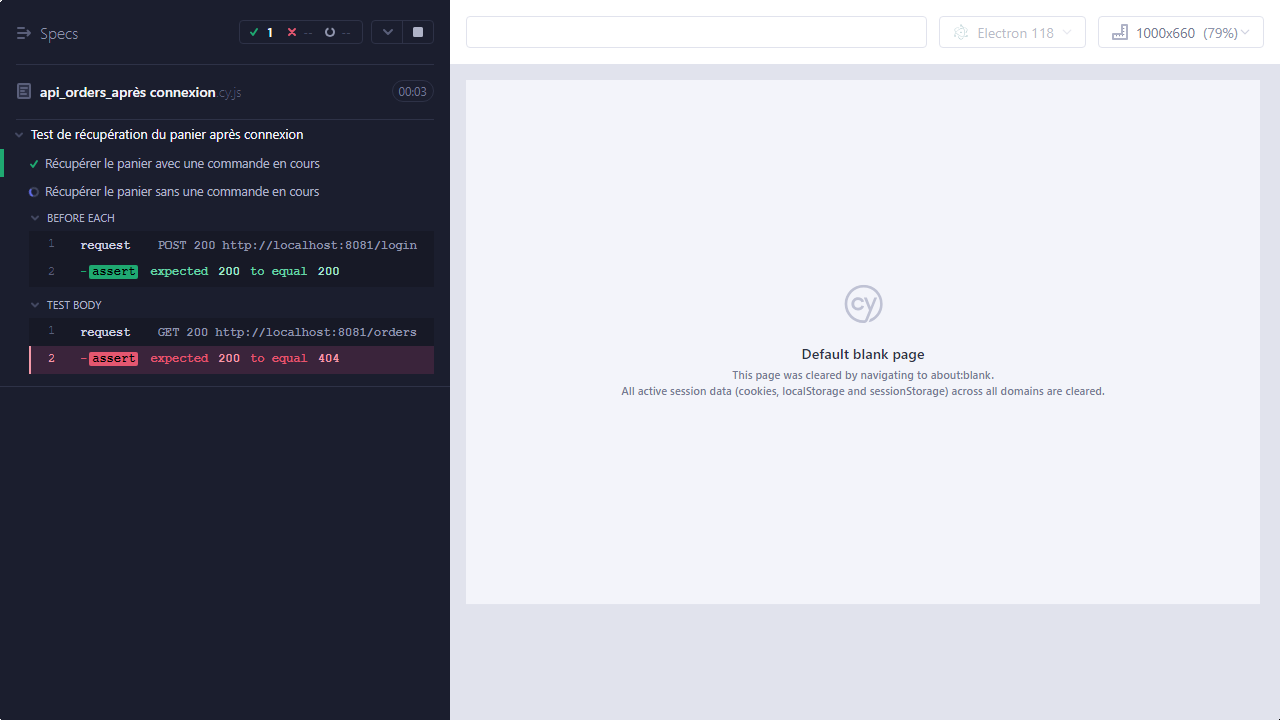 Specs
1 -- --
api_orders_après connexion.cy.js
00:03
Test de récupération du panier après connexion
Récupérer le panier avec une commande en cours
Récupérer le panier sans une commande en cours
BEFORE EACH
1 request POST 200 http://localhost:8081/login
2 -assert expected 200 to equal 200
TEST BODY
1 request GET 200 http://localhost:8081/orders
2 -assert expected 200 to equal 404
Electron 118
1000x660 (79%)
cy
Default blank page
This page was cleared by navigating to about:blank.
All active session data (cookies, localStorage and sessionStorage) across all domains are cleared.